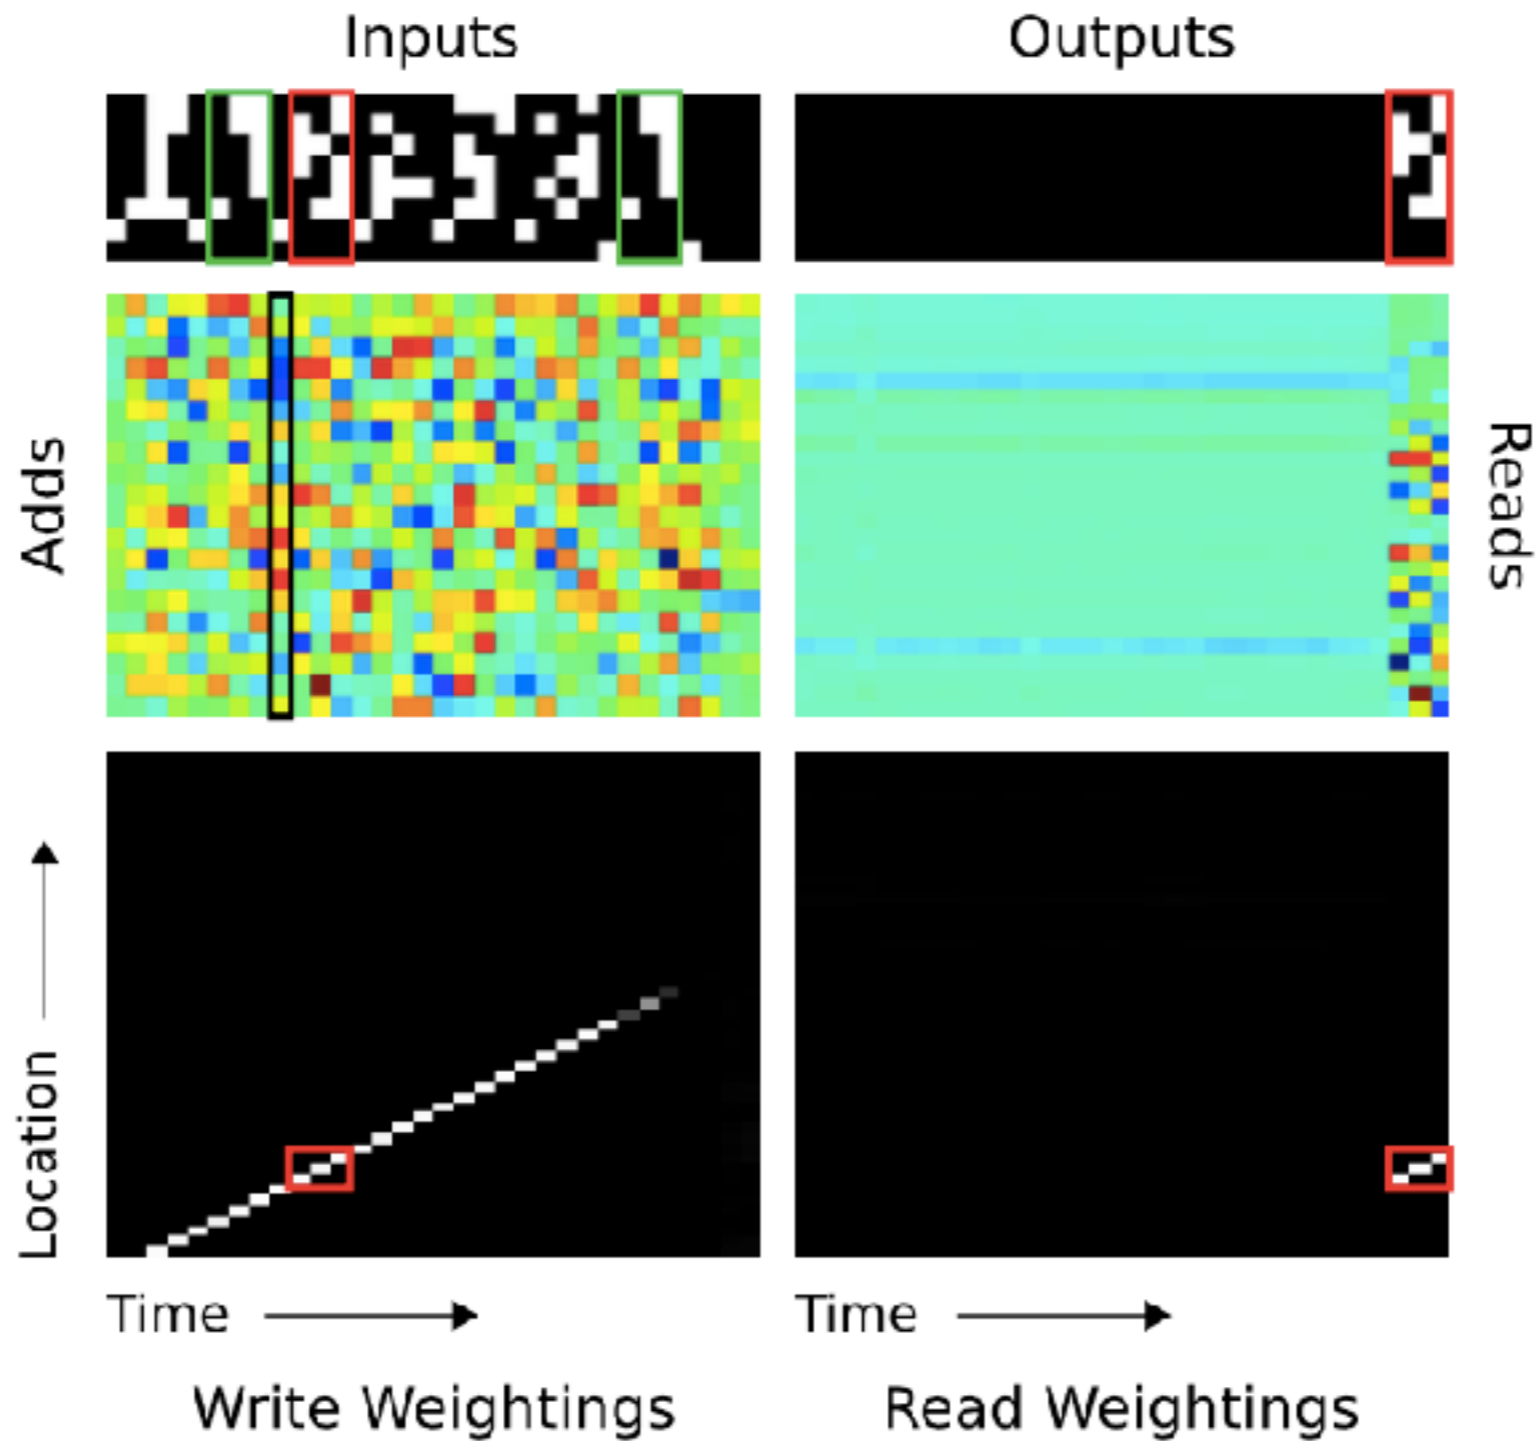 Inputs
Outputs
Adds
Reads
Location
Time
Time
Write Weightings
Read Weightings